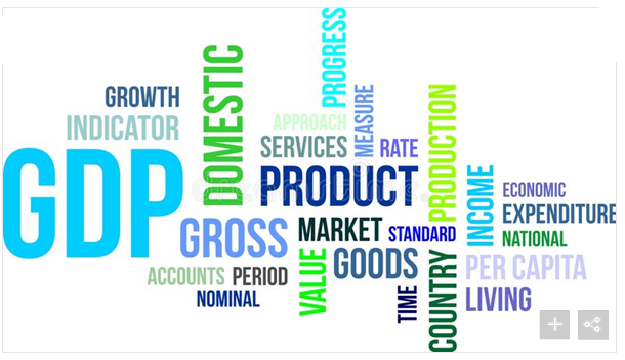 PROGRESS
DOMESTIC
GROWTH
INDICATOR
APPROACH
MEASURE
PRODUCTION
SERVICES
RATE
GDP
PRODUCT
INCOME
ECONOMIC
EXPENDITURE
GROSS
MARKET
STANDARD
NATIONAL
VALUE
GOODS
COUNTRY
PER CAPITA
ACCOUNTS
PERIOD
TIME
LIVING
NOMINAL